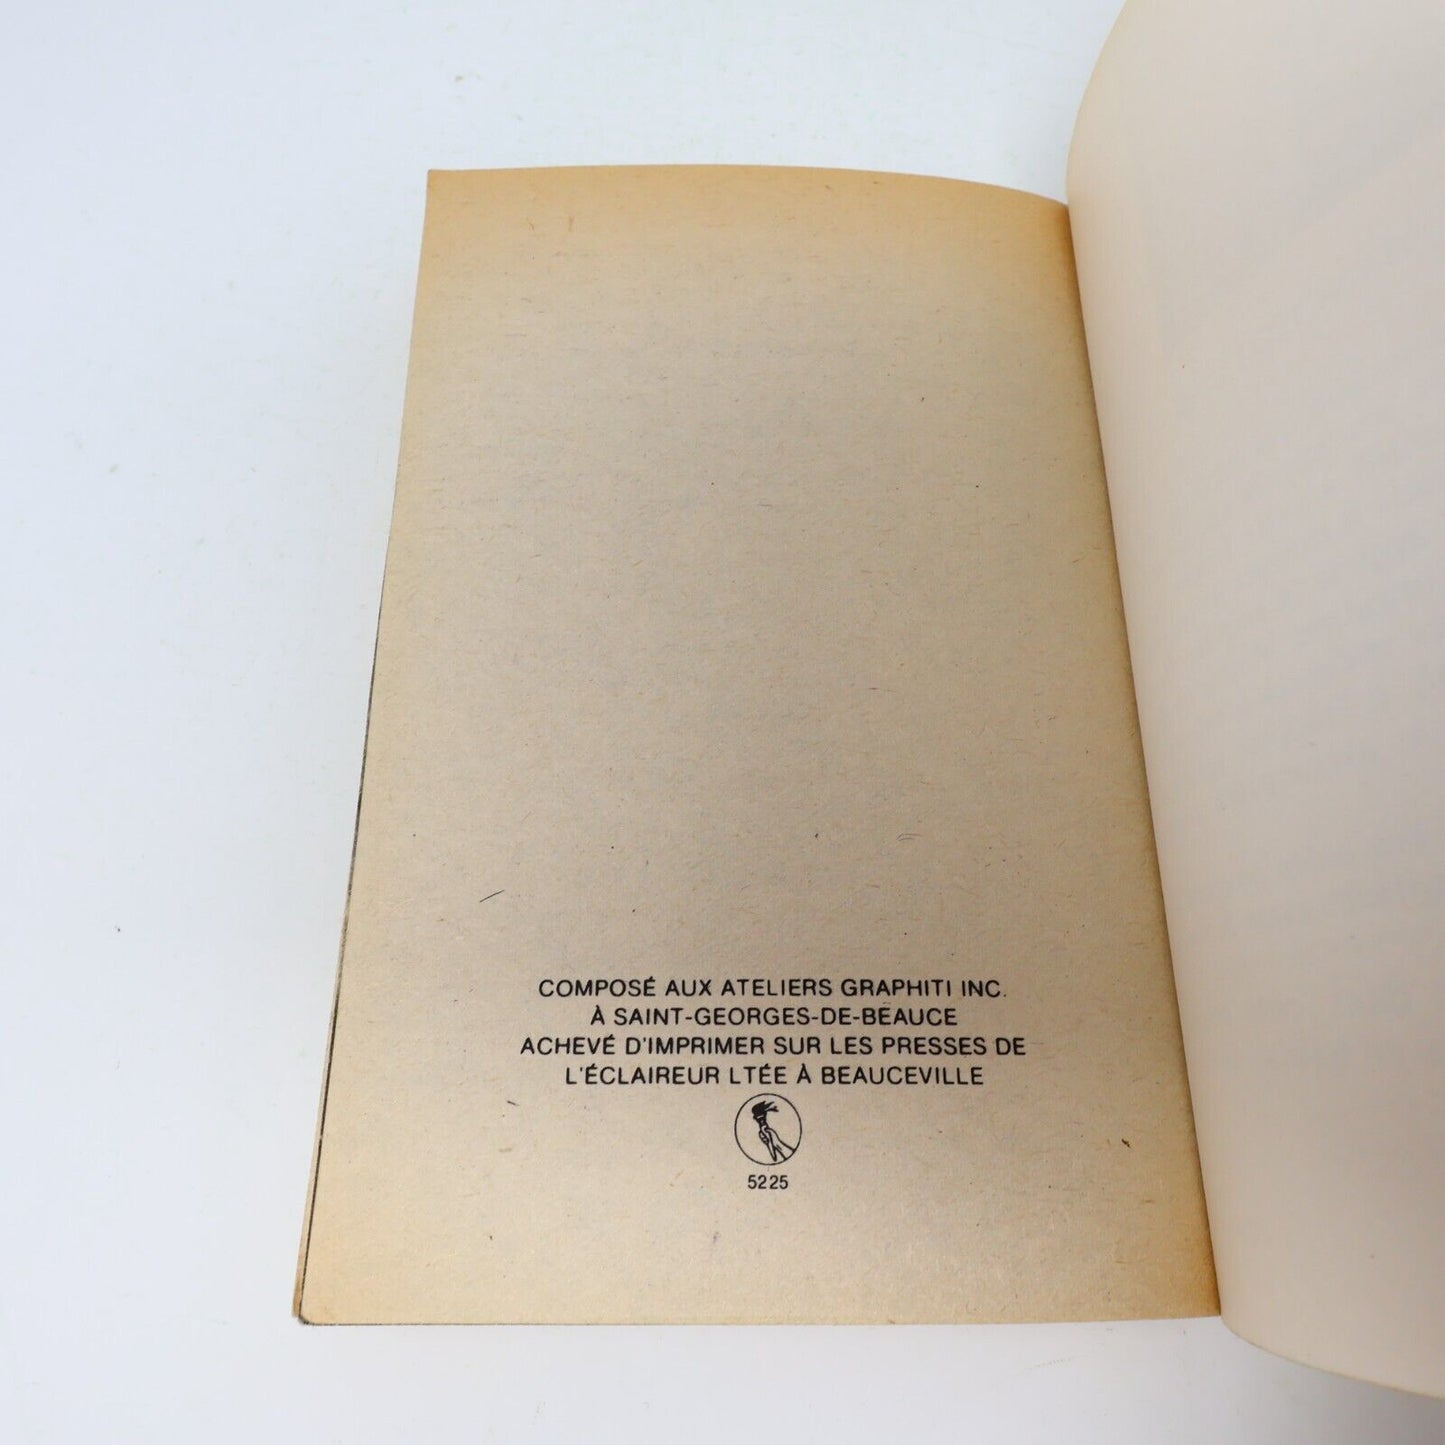 COMPOSÉ AUX ATELIERS GRAPHITI INC.
À SAINT-GEORGES-DE-BEAUCE
ACHEVÉ D'IMPRIMER SUR LES PRESSES DE
L'ÉCLAIREUR LTÉE À BEAUCEVILLE
5225